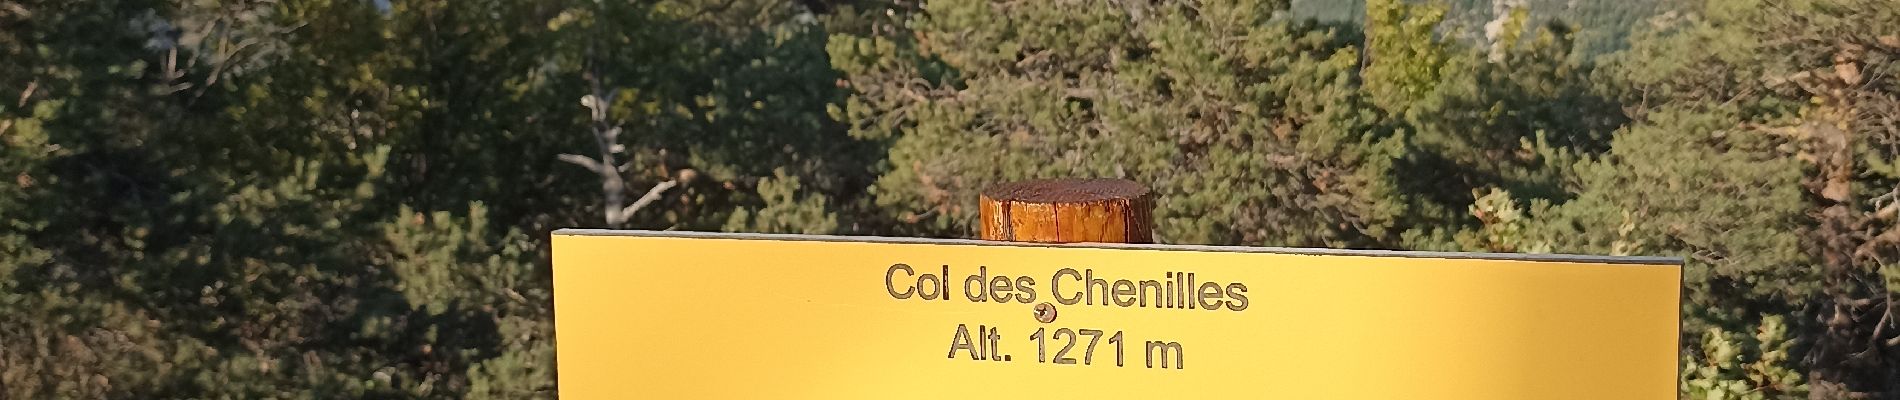 Col des Chenilles
Alt. 1271 m